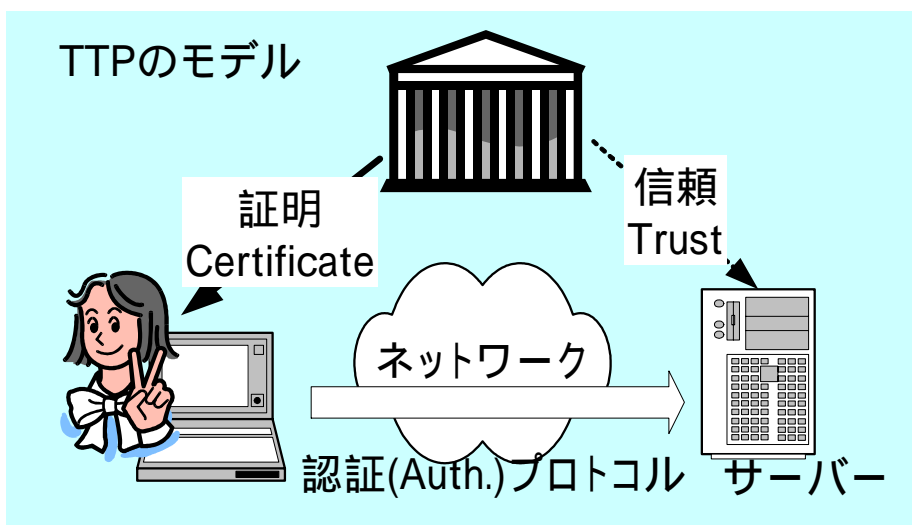 TTPのモデル
証明
Certificate
信頼
Trust
ネットワーク
認証(Auth.)プロトコル
サーバー